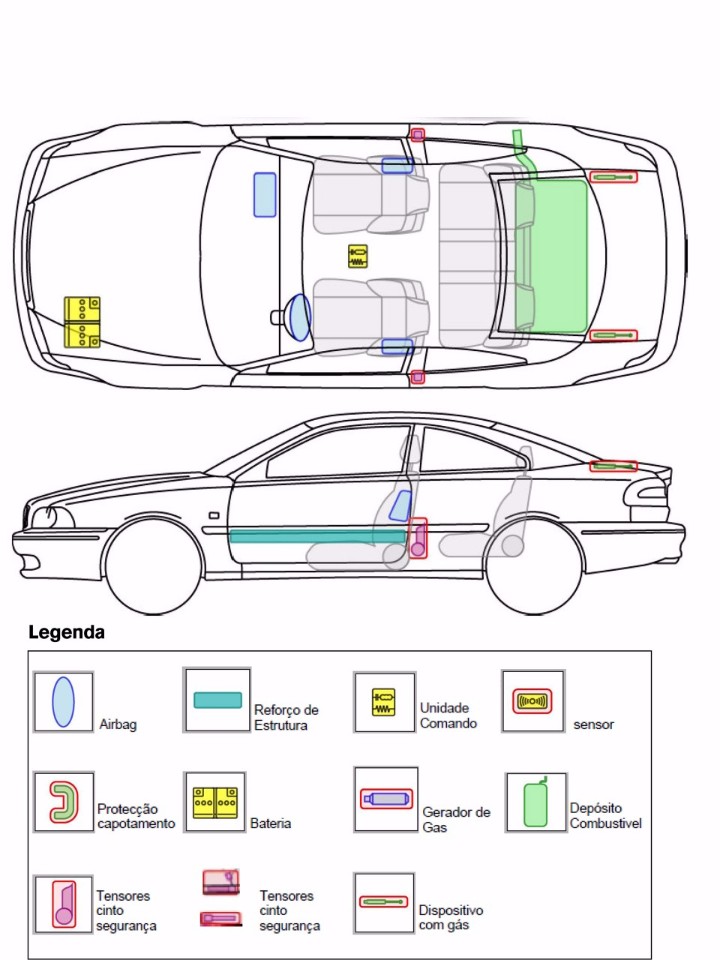 Legenda
Airbag
Reforço de
Estrutura
Unidade
Comando
sensor
Protecção
capotamento
Bateria
Gerador de
Gas
Depósito
Combustivel
Tensores
cinto
segurança
Tensores
cinto
segurança
Dispositivo
com gás